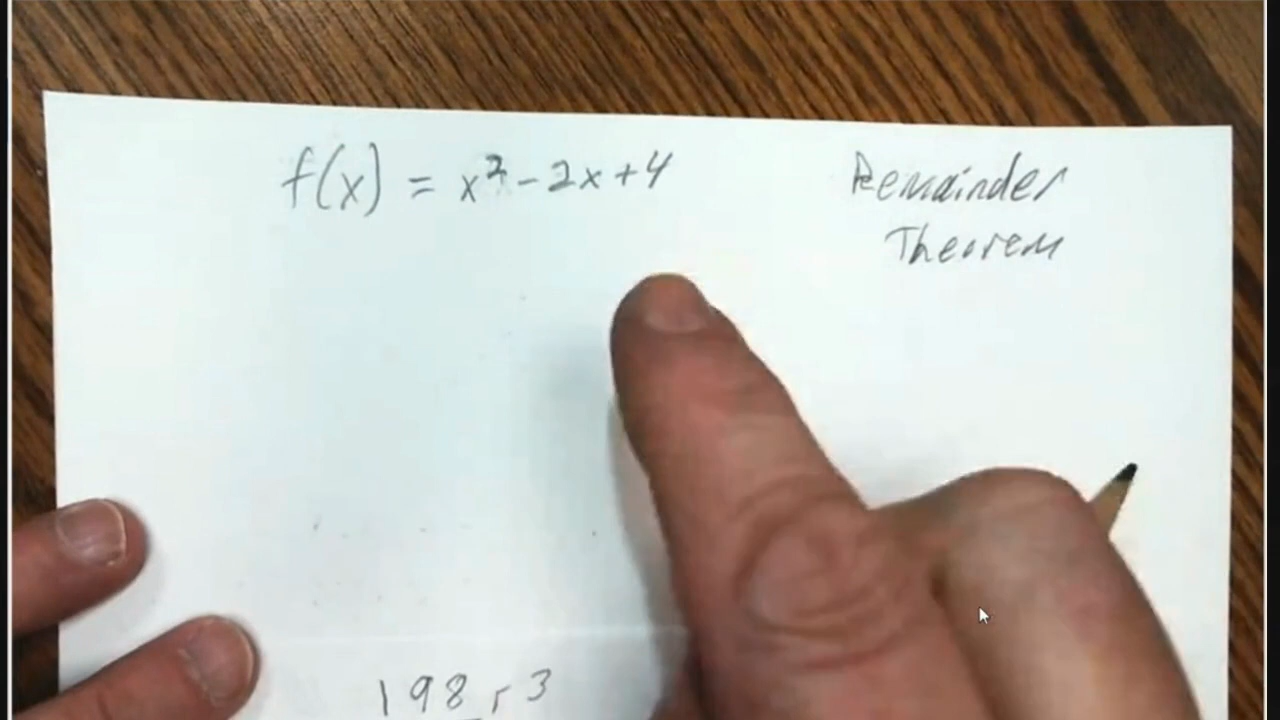 f(x) = x² - 2x + 4
Remainder
Theorem
198 r 3